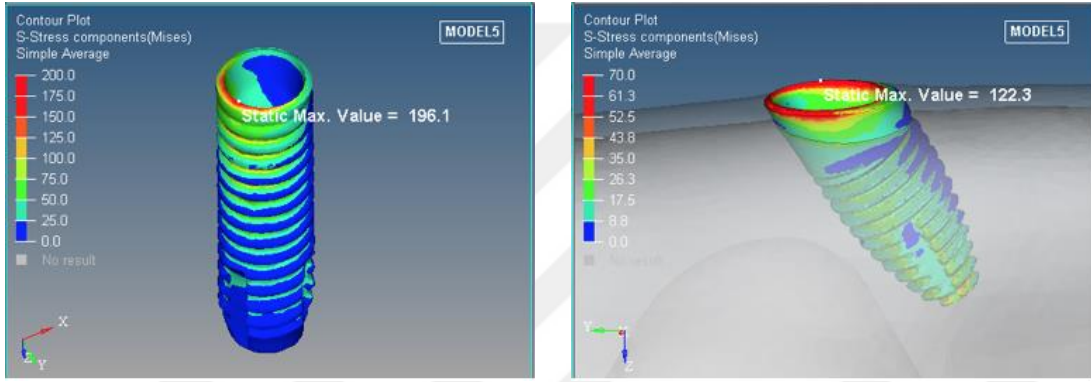 Contour Plot
S-Stress components(Mises)
Simple Average
MODEL5
200.0
175.0
150.0
125.0
100.0
75.0
50.0
25.0
0.0
No result
Static Max. Value = 196.1
X
Z
Y
Contour Plot
S-Stress components(Mises)
Simple Average
MODEL5
70.0
61.3
52.5
43.8
35.0
26.3
17.5
8.8
0.0
No result
Static Max. Value = 122.3
Y
X
Z